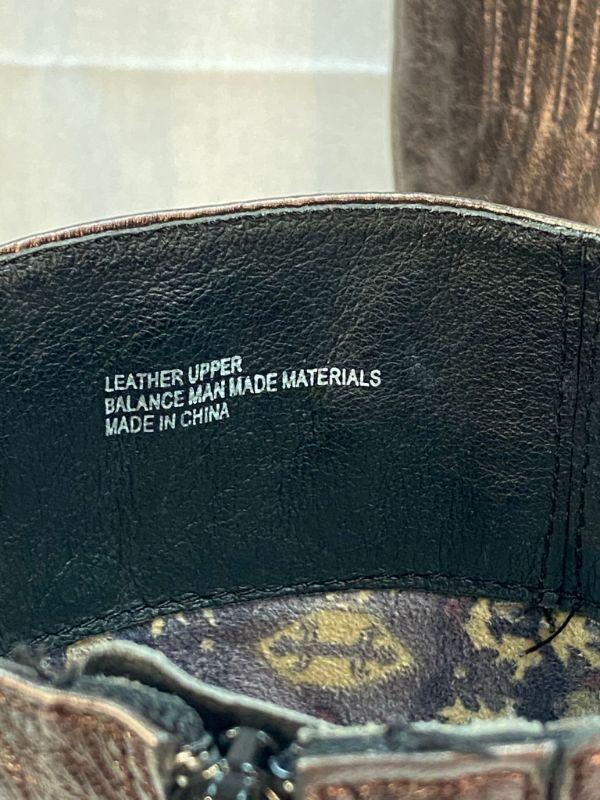 LEATHER UPPER
BALANCE MAN MADE MATERIALS
MADE IN CHINA